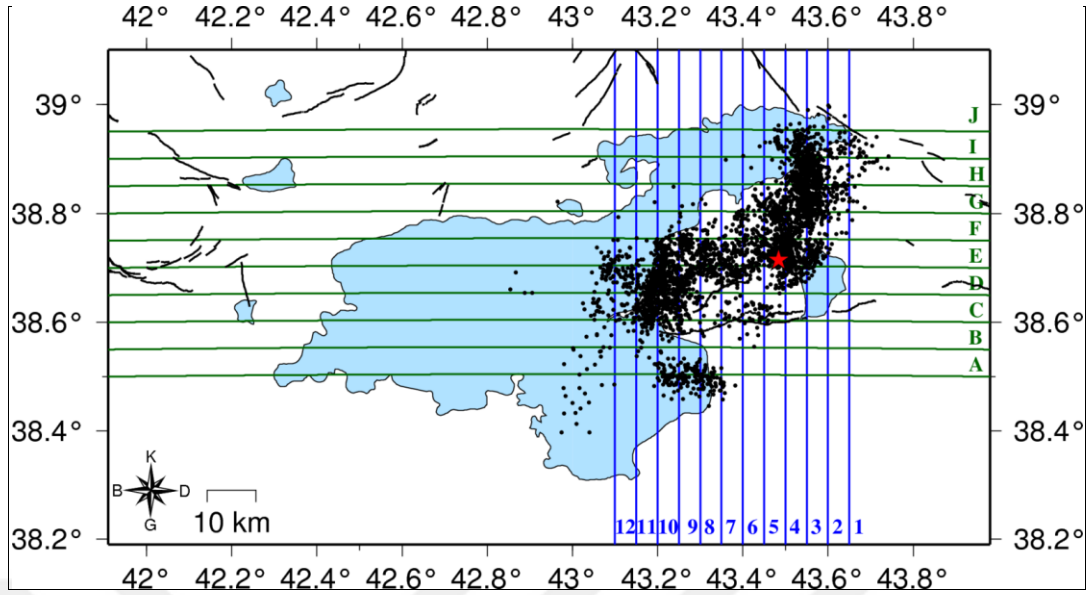 42° 42.2° 42.4° 42.6° 42.8° 43° 43.2° 43.4° 43.6° 43.8°
J
39° 39°
I
H
G
38.8° 38.8°
F
E
D
C
38.6° 38.6°
B
A
38.4° 38.4°
K
B D
G
10 km
12 11 10 9 8 7 6 5 4 3 2 1
38.2° 38.2°
42° 42.2° 42.4° 42.6° 42.8° 43° 43.2° 43.4° 43.6° 43.8°